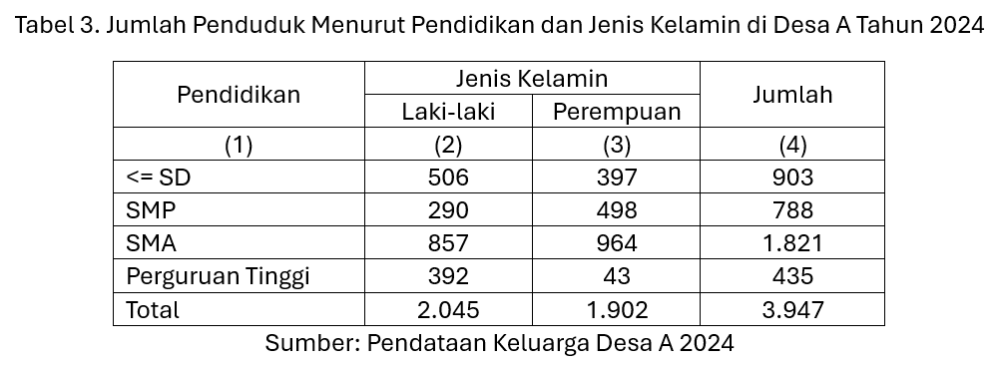 Tabel 3. Jumlah Penduduk Menurut Pendidikan dan Jenis Kelamin di Desa A Tahun 2024
Pendidikan Jenis Kelamin Jumlah
Laki-laki Perempuan
(1) (2) (3) (4)
<= SD 506 397 903
SMP 290 498 788
SMA 857 964 1.821
Perguruan Tinggi 392 43 435
Total 2.045 1.902 3.947
Sumber: Pendataan Keluarga Desa A 2024